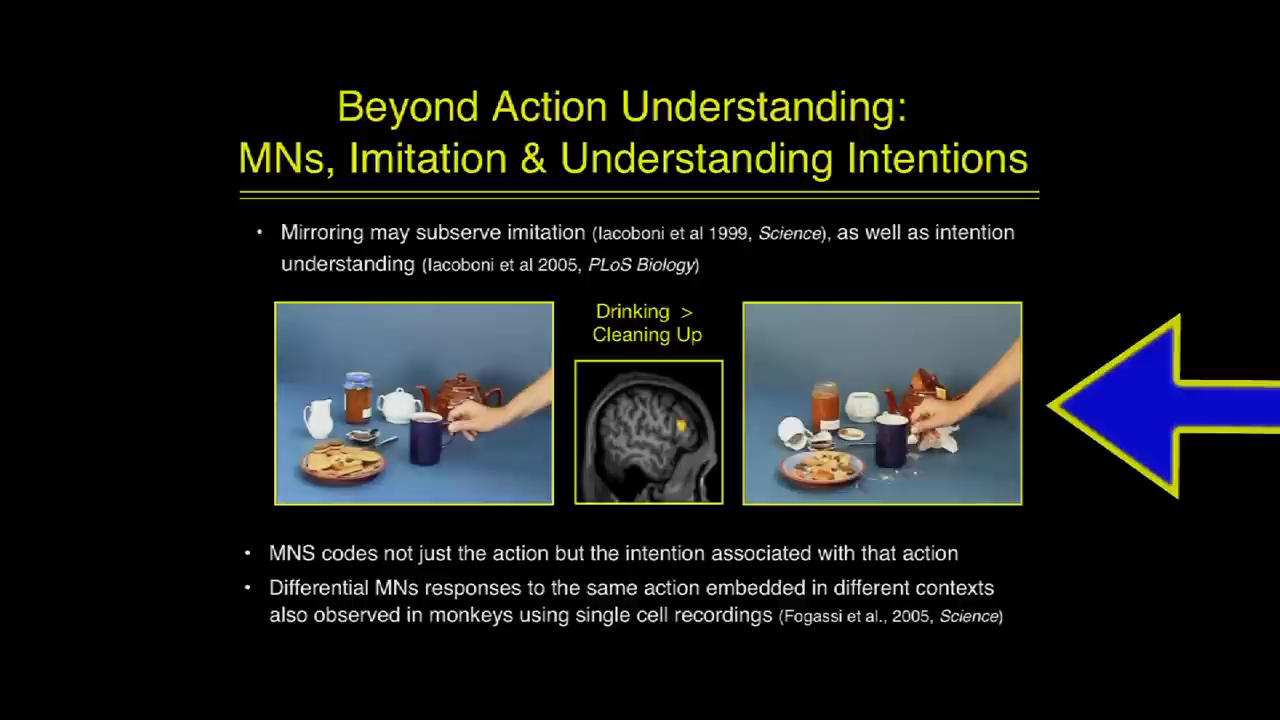 Beyond Action Understanding:
MNs, Imitation & Understanding Intentions
• Mirroring may subserve imitation (Iacoboni et al 1999, Science), as well as intention
understanding (Iacoboni et al 2005, PLoS Biology)
Drinking >
Cleaning Up
• MNS codes not just the action but the intention associated with that action
• Differential MNs responses to the same action embedded in different contexts
also observed in monkeys using single cell recordings (Fogassi et al., 2005, Science)